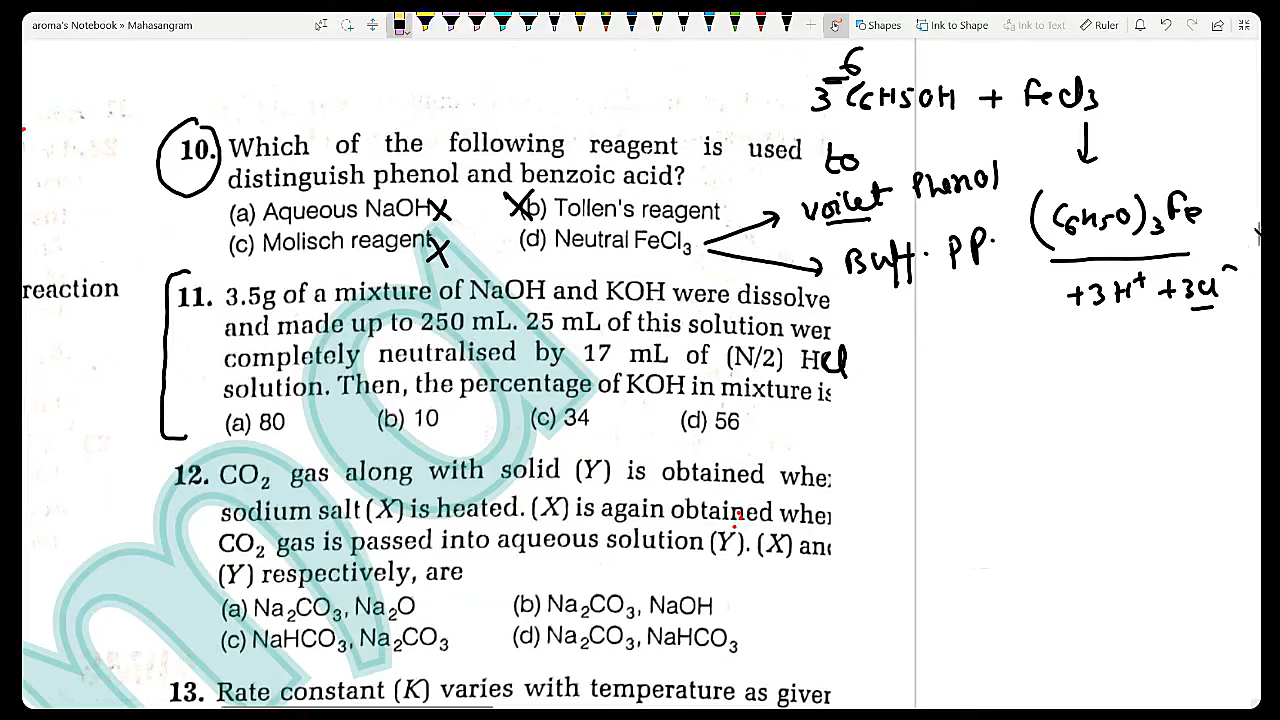 aroma's Notebook » Mahasangram
Shapes Ink to Shape Ink to Text Ruler
10. Which of the following reagent is used to
distinguish phenol and benzoic acid?
(a) Aqueous NaOH (b) Tollen's reagent
(c) Molisch reagent (d) Neutral FeCl3
voilet Phenol
Buff. PP.
3 C6H5OH + FeCl3
6
(C6H5O)3Fe
+3H+ +3Cl-
reaction
11. 3.5g of a mixture of NaOH and KOH were dissolve
and made up to 250 mL. 25 mL of this solution wer
completely neutralised by 17 mL of (N/2) HCl
solution. Then, the percentage of KOH in mixture is
(a) 80 (b) 10 (c) 34 (d) 56
12. CO2 gas along with solid (Y) is obtained whe
sodium salt (X) is heated. (X) is again obtained when
CO2 gas is passed into aqueous solution (Y). (X) and
(Y) respectively, are
(a) Na2CO3, Na2O (b) Na2CO3, NaOH
(c) NaHCO3, Na2CO3 (d) Na2CO3, NaHCO3
13. Rate constant (K) varies with temperature as given